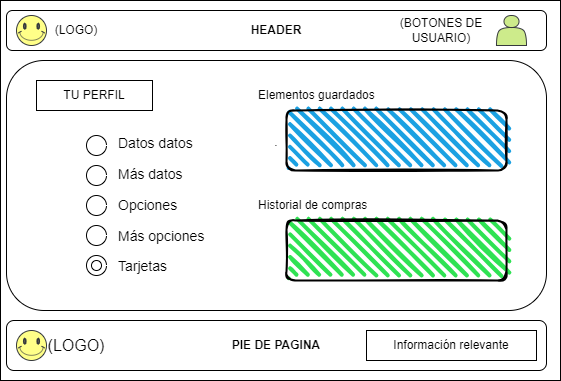 (LOGO)
HEADER
(BOTONES DE
USUARIO)
TU PERFIL
Datos datos
Más datos
Opciones
Más opciones
Tarjetas
Elementos guardados
Historial de compras
(LOGO)
PIE DE PAGINA
Información relevante